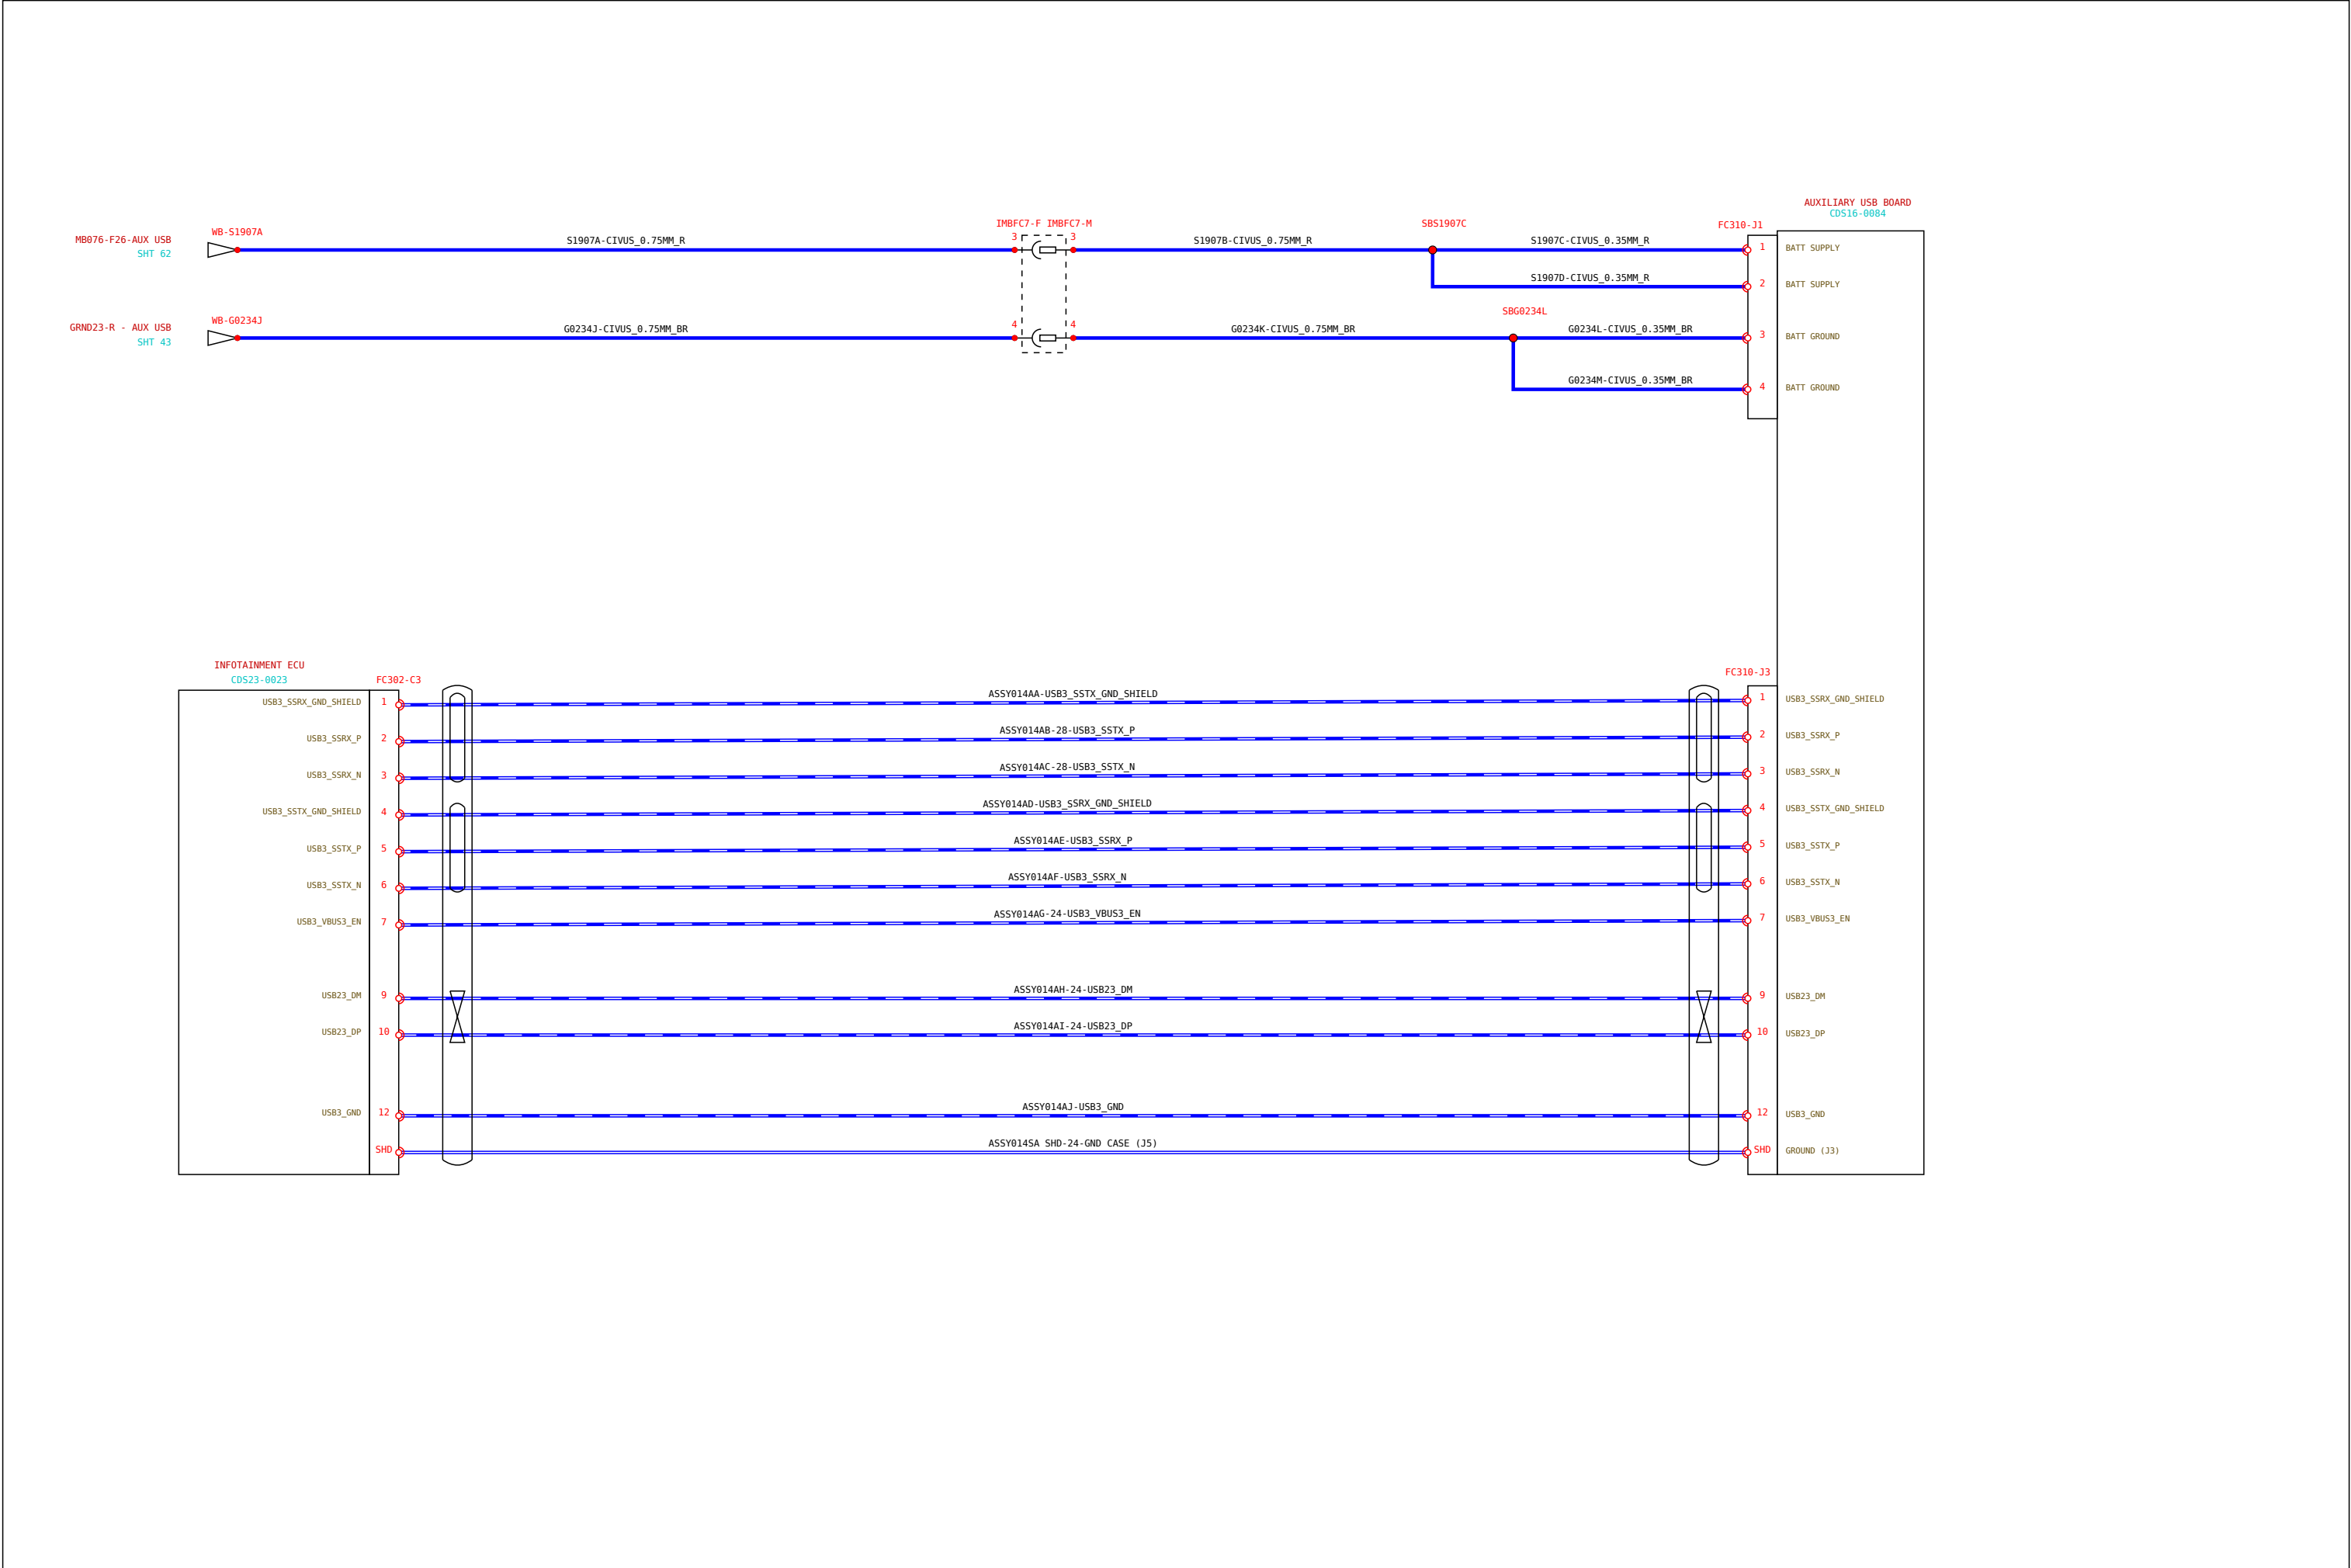 AUXILIARY USB BOARD
CDS16-0084
MB076-F26-AUX USB
SHT 62
WB-S1907A
S1907A-CIVUS_0.75MM_R
IMBFC7-F IMBFC7-M
3 3
S1907B-CIVUS_0.75MM_R
SBS1907C
S1907C-CIVUS_0.35MM_R
FC310-J1
1 BATT SUPPLY
S1907D-CIVUS_0.35MM_R
2 BATT SUPPLY
GRND23-R - AUX USB
SHT 43
WB-G0234J
G0234J-CIVUS_0.75MM_BR
4 4
G0234K-CIVUS_0.75MM_BR
SBG0234L
G0234L-CIVUS_0.35MM_BR
3 BATT GROUND
G0234M-CIVUS_0.35MM_BR
4 BATT GROUND
INFOTAINMENT ECU
CDS23-0023
FC302-C3
FC310-J3
USB3_SSRX_GND_SHIELD 1 ASSY014AA-USB3_SSTX_GND_SHIELD 1 USB3_SSRX_GND_SHIELD
USB3_SSRX_P 2 ASSY014AB-28-USB3_SSTX_P 2 USB3_SSRX_P
USB3_SSRX_N 3 ASSY014AC-28-USB3_SSTX_N 3 USB3_SSRX_N
USB3_SSTX_GND_SHIELD 4 ASSY014AD-USB3_SSRX_GND_SHIELD 4 USB3_SSTX_GND_SHIELD
USB3_SSTX_P 5 ASSY014AE-USB3_SSRX_P 5 USB3_SSTX_P
USB3_SSTX_N 6 ASSY014AF-USB3_SSRX_N 6 USB3_SSTX_N
USB3_VBUS3_EN 7 ASSY014AG-24-USB3_VBUS3_EN 7 USB3_VBUS3_EN
USB23_DM 9 ASSY014AH-24-USB23_DM 9 USB23_DM
USB23_DP 10 ASSY014AI-24-USB23_DP 10 USB23_DP
USB3_GND 12 ASSY014AJ-USB3_GND 12 USB3_GND
SHD ASSY014SA SHD-24-GND CASE (J5) SHD GROUND (J3)